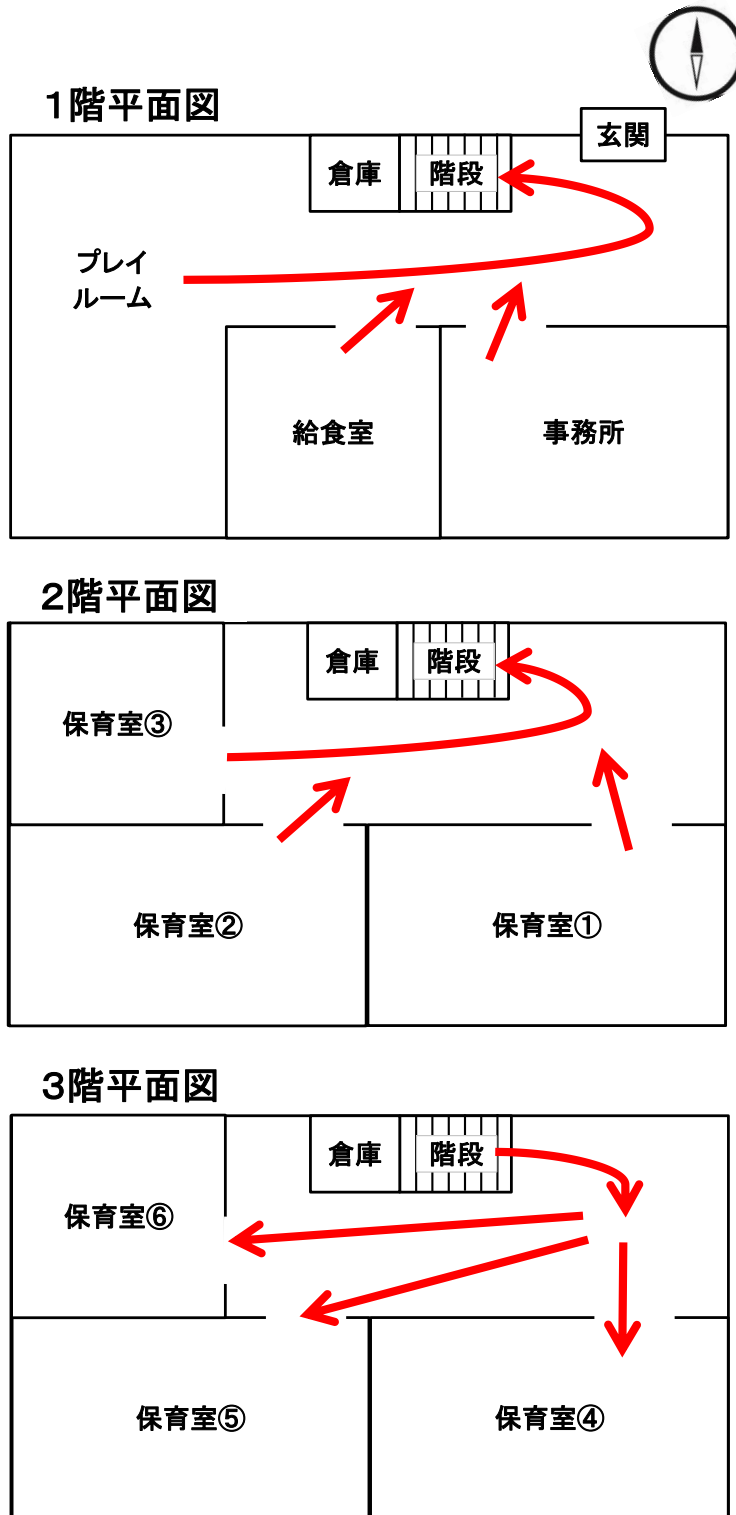 1階平面図
玄関
倉庫
階段
プレイ
ルーム
給食室
事務所
2階平面図
倉庫
階段
保育室③
保育室②
保育室①
3階平面図
倉庫
階段
保育室⑥
保育室⑤
保育室④